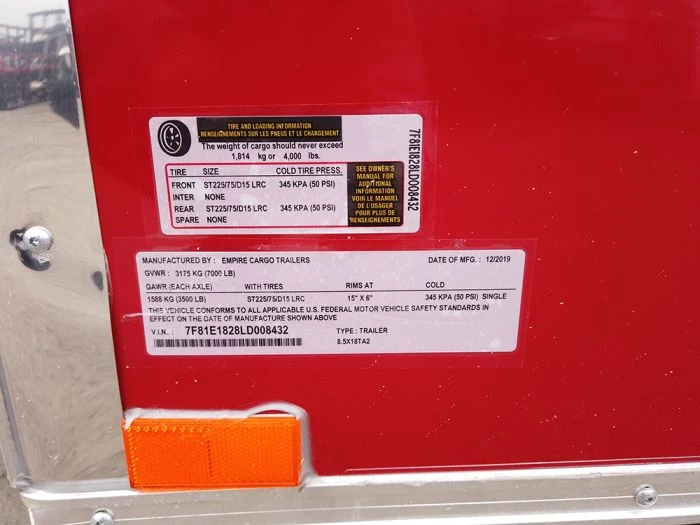 TIRE AND LOADING INFORMATION
RENSEIGNEMENTS SUR LES PNEUS ET LE CHARGEMENT
The weight of cargo should never exceed
1,814 kg or 4,000 lbs.
TIRE SIZE COLD TIRE PRESS.
FRONT ST225/75/D15 LRC 345 KPA (50 PSI)
INTER NONE
REAR ST225/75/D15 LRC 345 KPA (50 PSI)
SPARE NONE
SEE OWNER'S
MANUAL FOR
ADDITIONAL
INFORMATION
VOIR LE MANUEL
DE L'USAGER
POUR PLUS DE
RENSEIGNEMENTS
7F81E1828LD008432
MANUFACTURED BY: EMPIRE CARGO TRAILERS DATE OF MFG.: 12/2019
GVWR: 3175 KG (7000 LB)
GAWR (EACH AXLE) WITH TIRES RIMS AT COLD
1588 KG (3500 LB) ST225/75/D15 LRC 15" X 6" 345 KPA (50 PSI) SINGLE
THIS VEHICLE CONFORMS TO ALL APPLICABLE U.S. FEDERAL MOTOR VEHICLE SAFETY STANDARDS IN
EFFECT ON THE DATE OF MANUFACTURE SHOWN ABOVE
V.I.N.: 7F81E1828LD008432 TYPE: TRAILER
8.5X18TA2